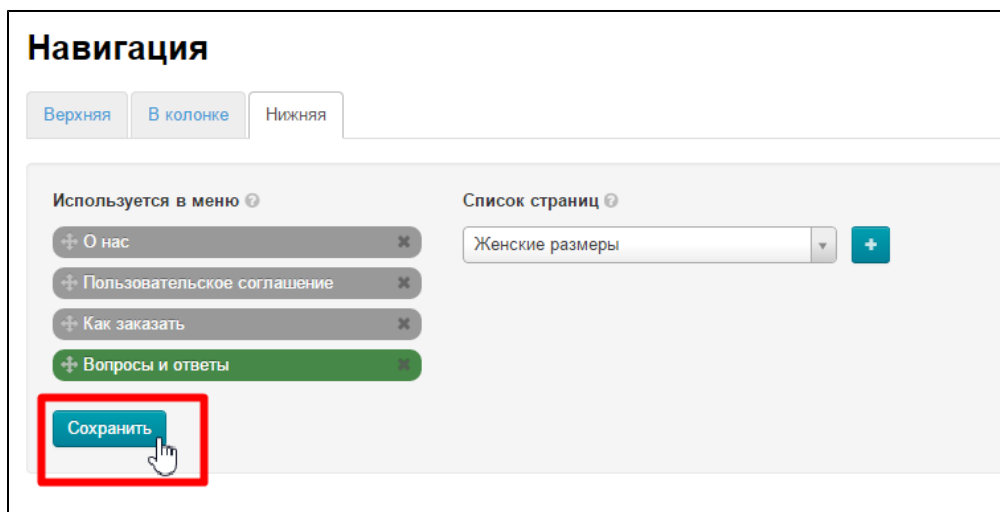 Навигация
Верхняя В колонке Нижняя
Используется в меню Список страниц
О нас Женские размеры
Пользовательское соглашение
Как заказать
Вопросы и ответы
Сохранить